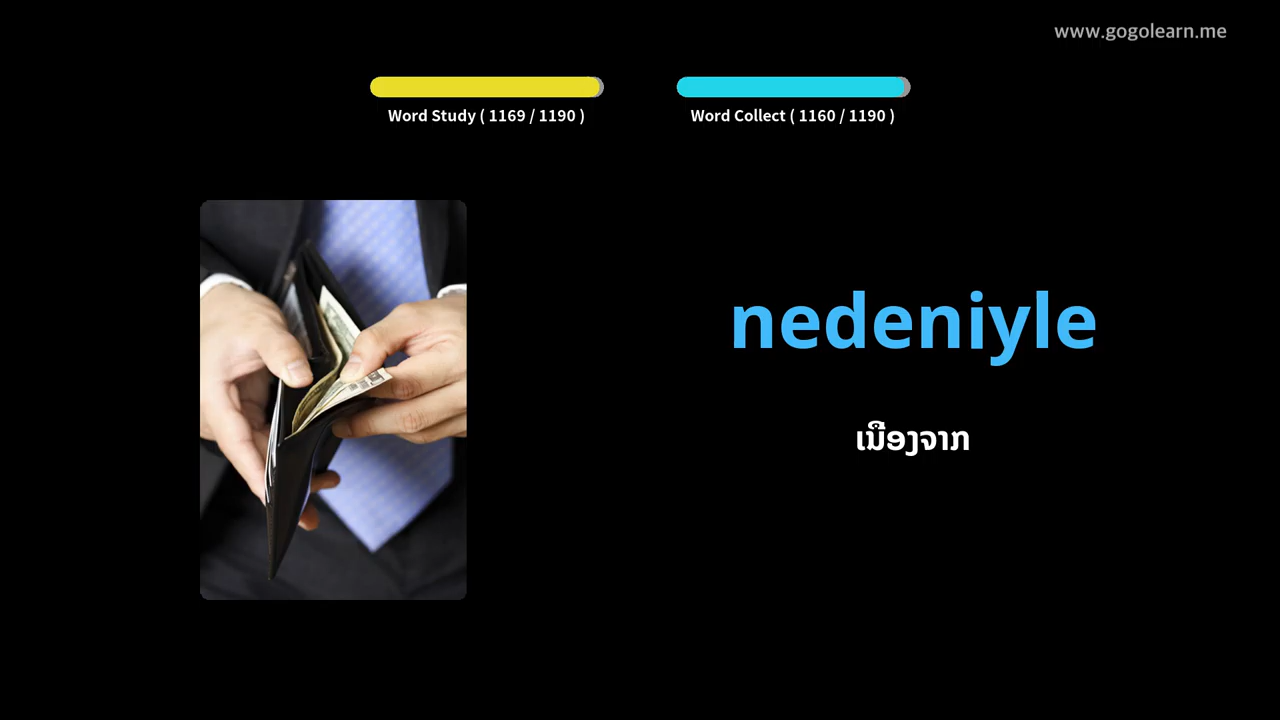 www.gogolearn.me
Word Study ( 1169 / 1190 )
Word Collect ( 1160 / 1190 )
nedeniyle
ເນື່ອງຈາກ